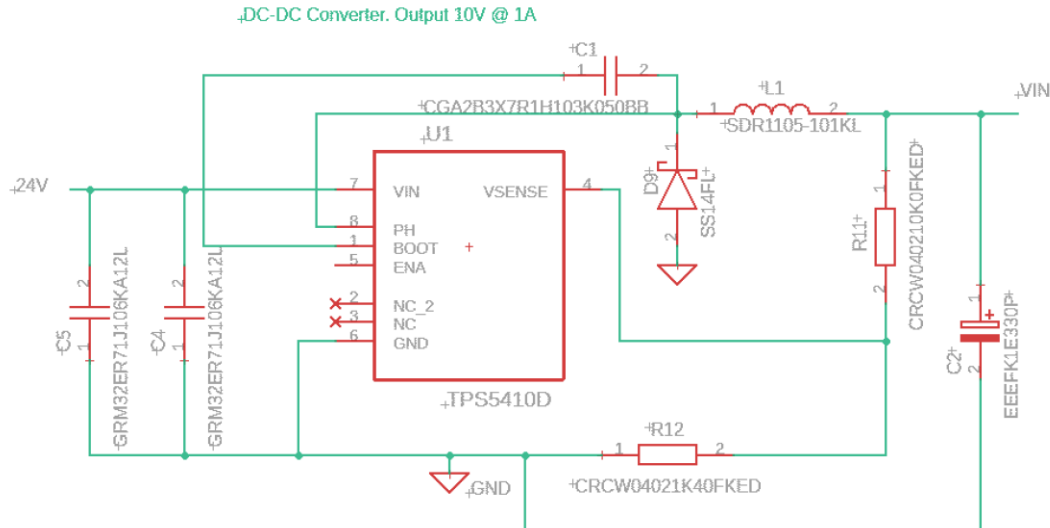 DC-DC Converter. Output 10V @ 1A
C1
1 2
CGA2B3X7R1H103K050BB
L1
1 2
SDR1105-101KL
VIN
U1
24V
7 VIN
VSENSE 4
8 PH
1 BOOT
5 ENA
2 NC_2
3 NC
6 GND
TPS5410D
D9
1
2
SS14FL
R11
1
2
CRCW040210K0FKED
C5
2
1
GRM32ER71J106KA12L
C4
2
1
GRM32ER71J106KA12L
C2
1
+
2
EEEFK1E330P
R12
1 2
CRCW04021K40FKED
GND